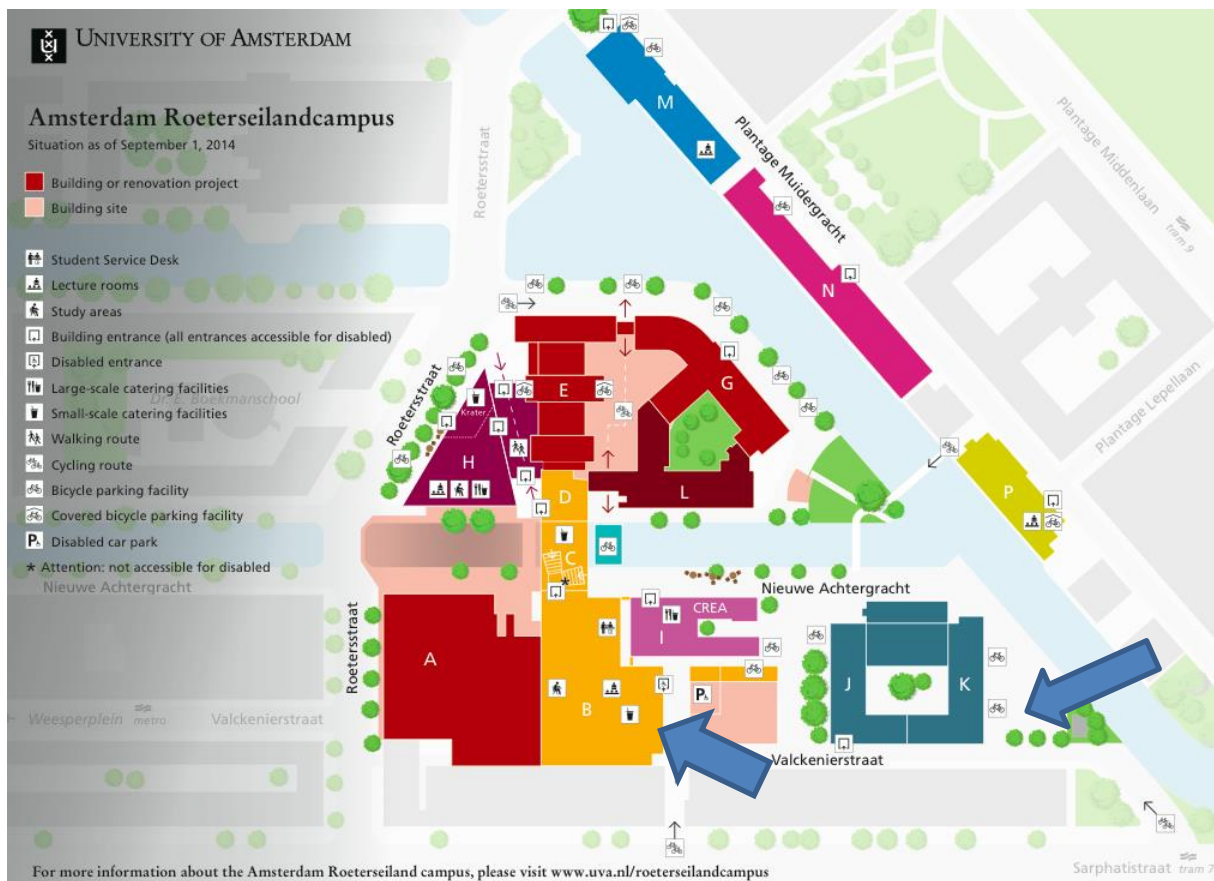 UNIVERSITY OF AMSTERDAM
Amsterdam Roeterseilandcampus
Situation as of September 1, 2014
Building or renovation project
Building site
Student Service Desk
Lecture rooms
Study areas
Building entrance (all entrances accessible for disabled)
Disabled entrance
Large-scale catering facilities
Small-scale catering facilities
Walking route
Cycling route
Bicycle parking facility
Covered bicycle parking facility
P Disabled car park
* Attention: not accessible for disabled
Roetersstraat
M
Plantage Muidergracht
Plantage Middenlaan
tram 9
N
Plantage Lepellaan
Dr. E. Boekmanschool
Roetersstraat
Krater
E
G
H
L
D
P
C
*
Nieuwe Achtergracht
Nieuwe Achtergracht
CREA
I
Roetersstraat
A
B
P
J
K
Weesperplein metro
Valckenierstraat
Valckenierstraat
For more information about the Amsterdam Roeterseiland campus, please visit www.uva.nl/roeterseilandcampus
Sarphatistraat tram 7